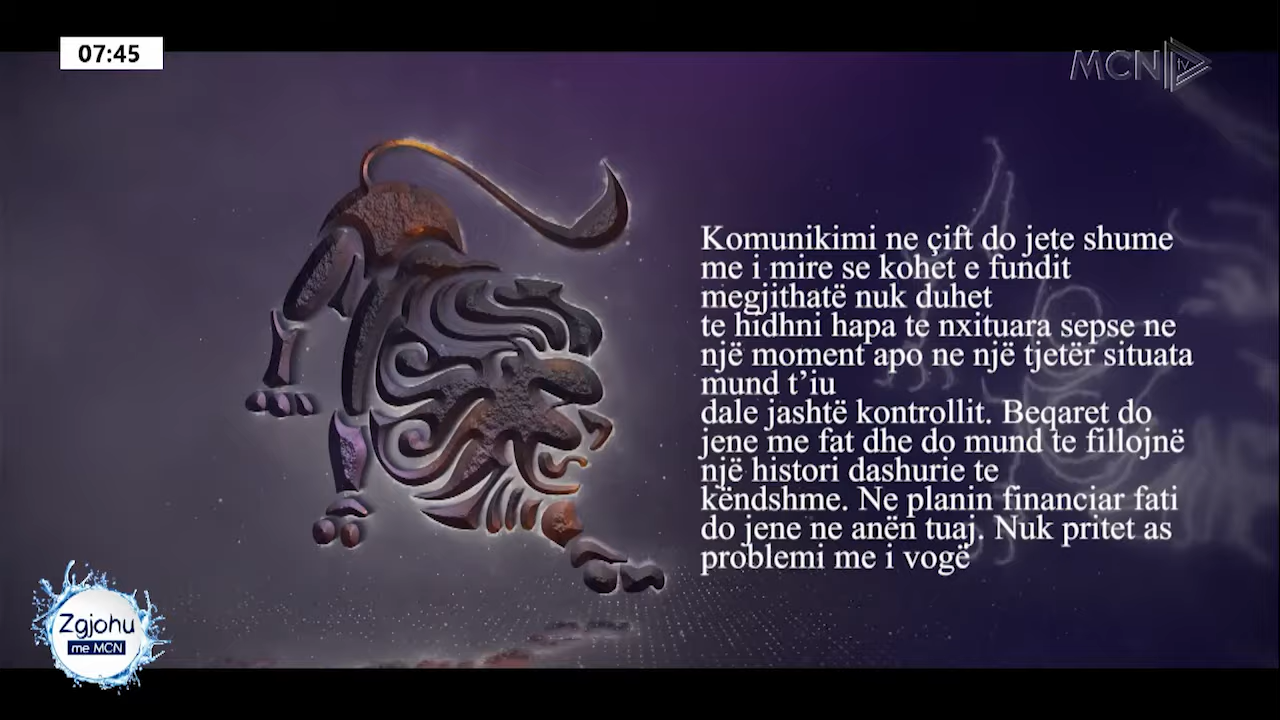 07:45
MCN tv
Komunikimi ne çift do jete shume
me i mire se kohet e fundit
megjithatë nuk duhet
te hidhni hapa te nxituara sepse ne
një moment apo ne një tjetër situata
mund t’iu
dale jashtë kontrollit. Beqaret do
jene me fat dhe do mund te fillojnë
një histori dashurie te
këndshme. Ne planin financiar fati
do jene ne anën tuaj. Nuk pritet as
problemi me i vogë
Zgjohu
me MCN